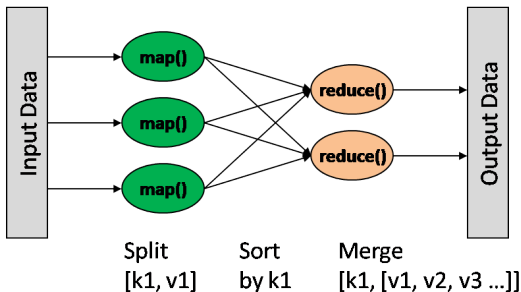 Input Data
map()
map()
map()
reduce()
reduce()
Output Data
Split
[k1, v1]
Sort
by k1
Merge
[k1, [v1, v2, v3 ...]]